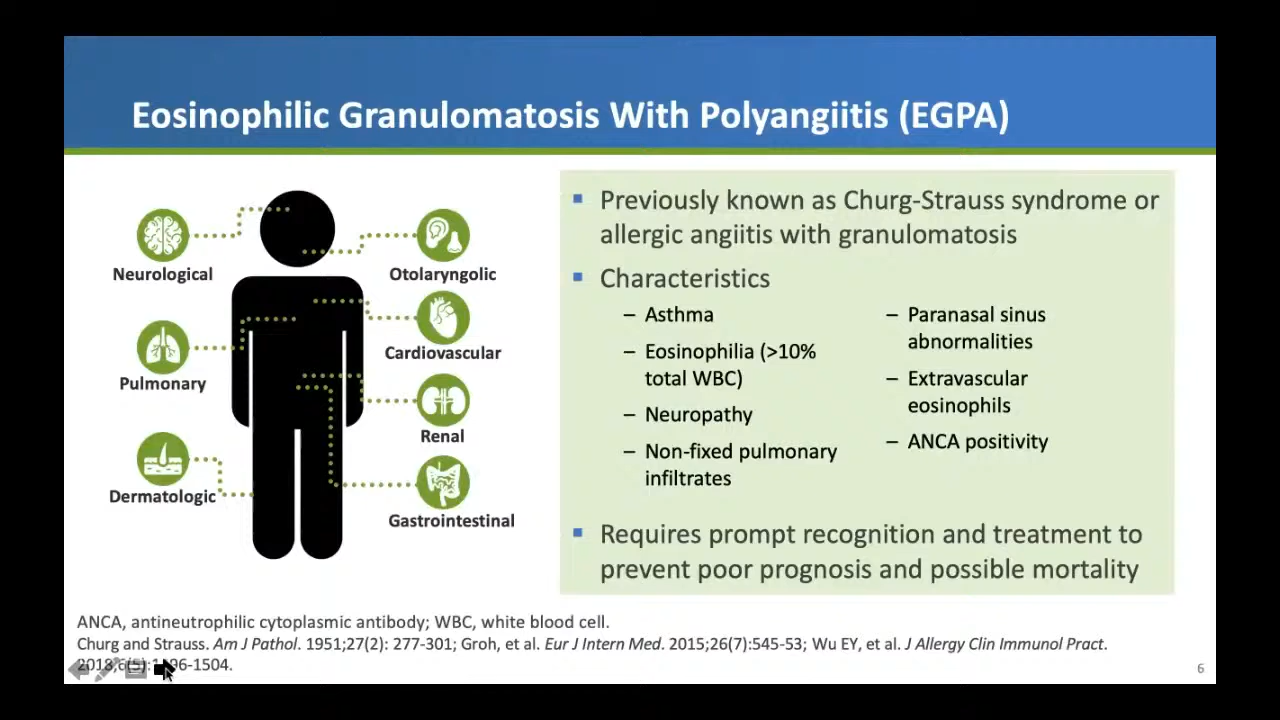 Eosinophilic Granulomatosis With Polyangiitis (EGPA)
Neurological
Otolaryngolic
Cardiovascular
Pulmonary
Renal
Dermatologic
Gastrointestinal
▪ Previously known as Churg-Strauss syndrome or
allergic angiitis with granulomatosis
▪ Characteristics
– Asthma
– Eosinophilia (>10%
total WBC)
– Neuropathy
– Non-fixed pulmonary
infiltrates
– Paranasal sinus
abnormalities
– Extravascular
eosinophils
– ANCA positivity
▪ Requires prompt recognition and treatment to
prevent poor prognosis and possible mortality
ANCA, antineutrophilic cytoplasmic antibody; WBC, white blood cell.
Churg and Strauss. Am J Pathol. 1951;27(2): 277-301; Groh, et al. Eur J Intern Med. 2015;26(7):545-53; Wu EY, et al. J Allergy Clin Immunol Pract.
6